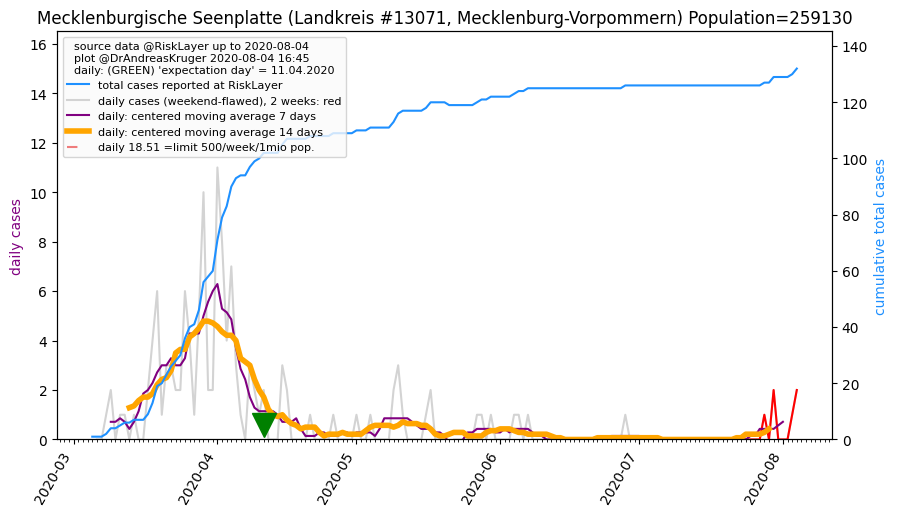 Mecklenburgische Seenplatte (Landkreis #13071, Mecklenburg-Vorpommern) Population=259130
source data @RiskLayer up to 2020-08-04
plot @DrAndreasKruger 2020-08-04 16:45
daily: (GREEN) 'expectation day' = 11.04.2020
total cases reported at RiskLayer
daily cases (weekend-flawed), 2 weeks: red
daily: centered moving average 7 days
daily: centered moving average 14 days
daily 18.51 =limit 500/week/1mio pop.
daily cases
16
14
12
10
8
6
4
2
0
140
120
100
80
60
40
20
0
cumulative total cases
2020-03
2020-04
2020-05
2020-06
2020-07
2020-08